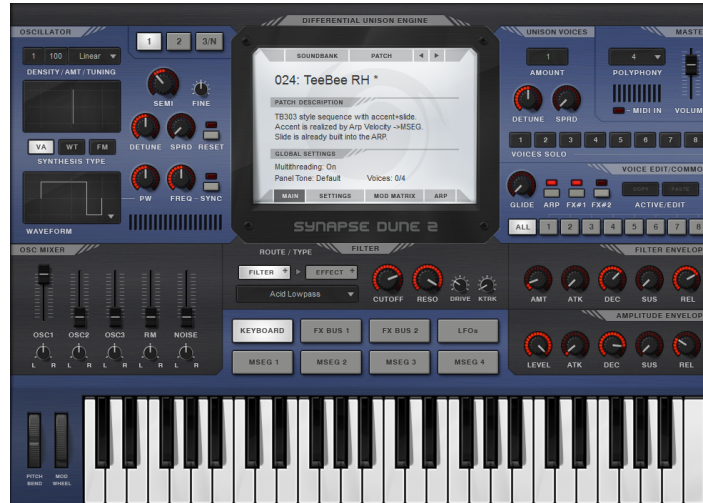 OSCILLATOR
DIFFERENTIAL UNISON ENGINE
UNISON VOICES
MASTE
1 100 Linear
DENSITY/AMT/TUNING
1 2 3/N
SEMI FINE
DETUNE SPRD RESET
VA WT FM
SYNTHESIS TYPE
PW FREQ SYNC
WAVEFORM
SOUNDBANK PATCH
024: TeeBee RH *
PATCH DESCRIPTION
TB303 style sequence with accent+slide.
Accent is realized by Arp Velocity ->MSEG.
Slide is already built into the ARP.
GLOBAL SETTINGS
Multithreading: On
Panel Tone: Default Voices: 0/4
MAIN SETTINGS MOD MATRIX ARP
SYNAPSE DUNE 2
1
AMOUNT
4
POLYPHONY
DETUNE SPRD
MIDI IN
VOLUM
1 2 3 4 5 6 7 8
VOICES SOLO
VOICE EDIT/COMMO
COPY PASTE
GLIDE ARP FX#1 FX#2 ACTIVE/EDIT
ALL 1 2 3 4 5 6 7 8
OSC MIXER
OSC1 OSC2 OSC3 RM NOISE
L R L R L R L R L R
ROUTE / TYPE
FILTER
FILTER + EFFECT +
Acid Lowpass
CUTOFF RESO DRIVE KTRK
FILTER ENVELOP
AMT ATK DEC SUS REL
AMPLITUDE ENVELOP
LEVEL ATK DEC SUS REL
KEYBOARD FX BUS 1 FX BUS 2 LFOs
MSEG 1 MSEG 2 MSEG 3 MSEG 4
PITCH BEND
MOD WHEEL